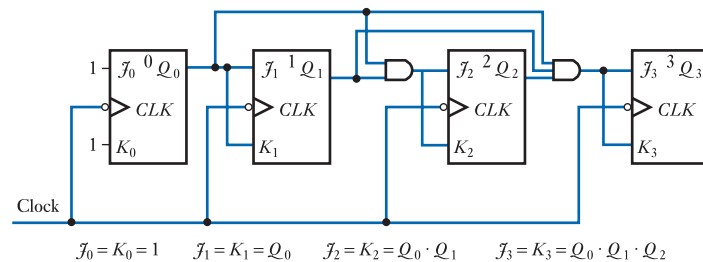 1 J₀ 0 Q₀ J₁ 1 Q₁ J₂ 2 Q₂ J₃ 3 Q₃
CLK CLK CLK CLK
1 K₀ K₁ K₂ K₃
Clock
J₀ = K₀ = 1 J₁ = K₁ = Q₀ J₂ = K₂ = Q₀ · Q₁ J₃ = K₃ = Q₀ · Q₁ · Q₂